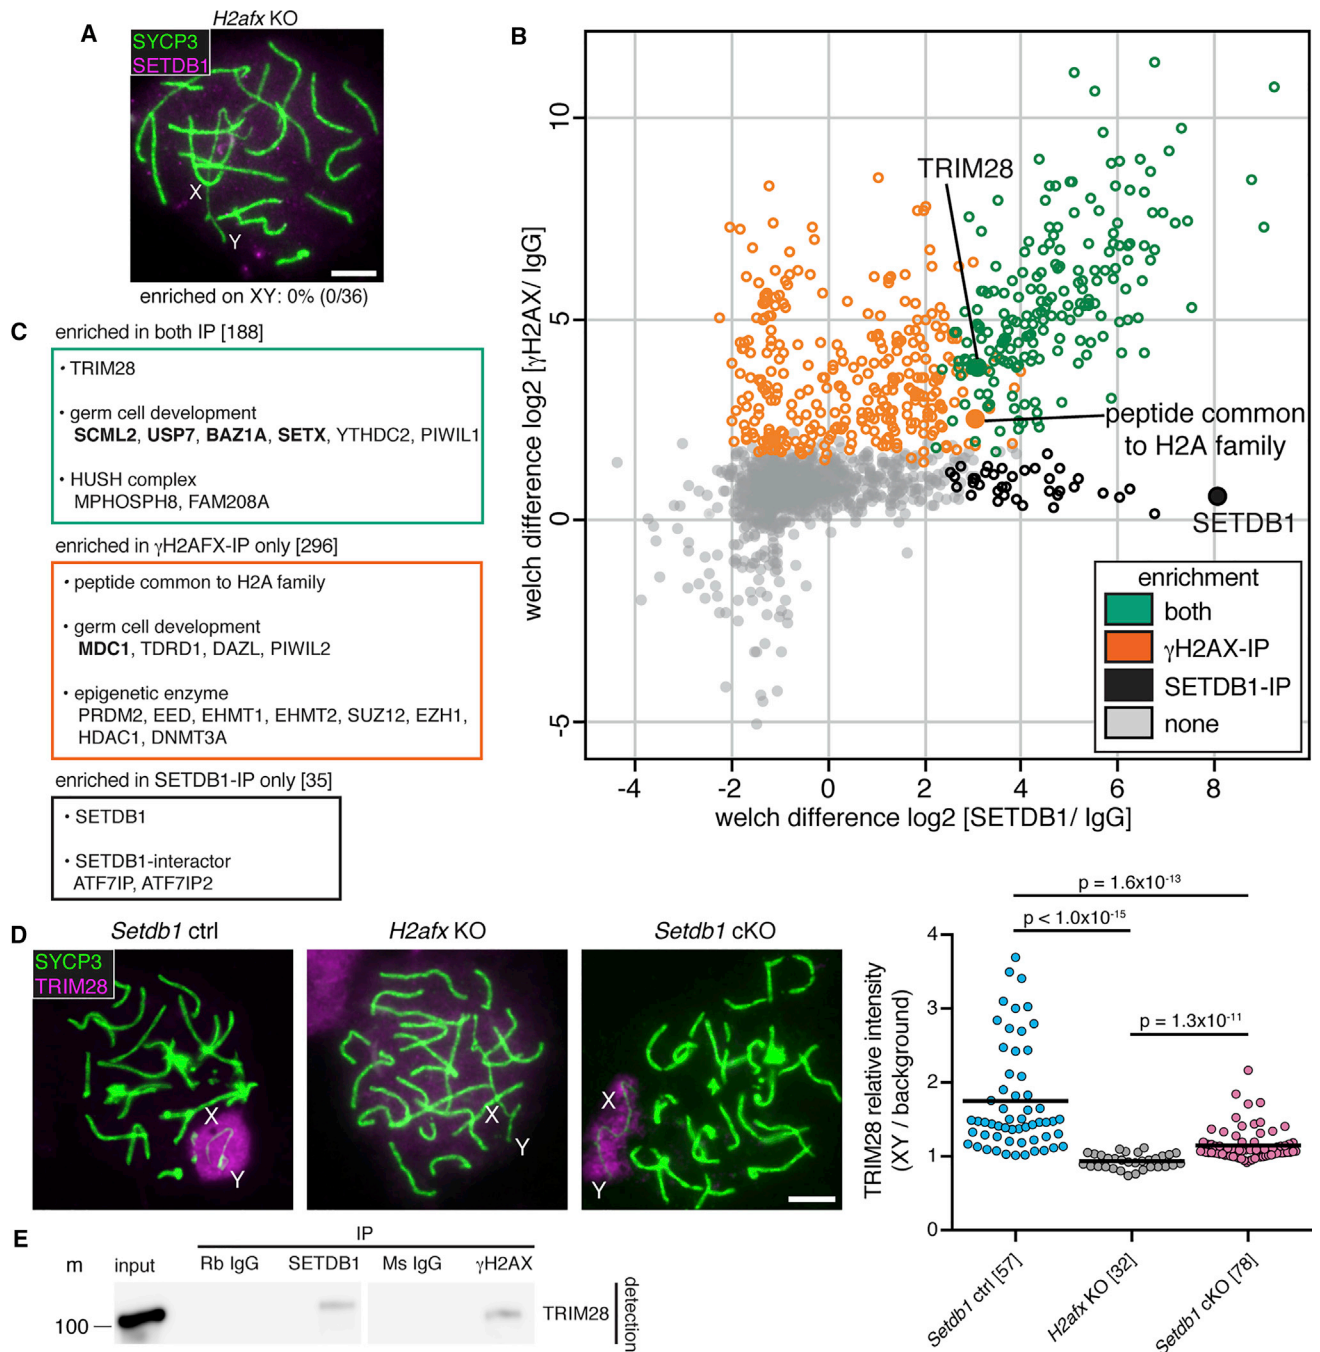 A
H2afx KO
SYCP3
SETDB1
X
Y
enriched on XY: 0% (0/36)
B
welch difference log2 [γH2AX/ IgG]
10
5
0
-5
-4
-2
0
2
4
6
8
welch difference log2 [SETDB1/ IgG]
TRIM28
peptide common
to H2A family
SETDB1
enrichment
both
γH2AX-IP
SETDB1-IP
none
C
enriched in both IP [188]
• TRIM28
• germ cell development
SCML2, USP7, BAZ1A, SETX, YTHDC2, PIWIL1
• HUSH complex
MPHOSPH8, FAM208A
enriched in γH2AFX-IP only [296]
• peptide common to H2A family
• germ cell development
MDC1, TDRD1, DAZL, PIWIL2
• epigenetic enzyme
PRDM2, EED, EHMT1, EHMT2, SUZ12, EZH1,
HDAC1, DNMT3A
enriched in SETDB1-IP only [35]
• SETDB1
• SETDB1-interactor
ATF7IP, ATF7IP2
D
Setdb1 ctrl
H2afx KO
Setdb1 cKO
SYCP3
TRIM28
X
Y
X
Y
X
Y
p = 1.6x10-13
p < 1.0x10-15
p = 1.3x10-11
TRIM28 relative intensity
(XY / background)
4
3
2
1
0
Setdb1 ctrl [57]
H2afx KO [32]
Setdb1 cKO [78]
E
IP
m
input
Rb IgG
SETDB1
Ms IgG
γH2AX
100
TRIM28
detection